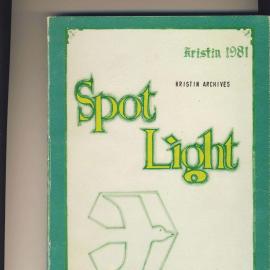 Kristin 1981
KRISTIN ARCHIVES
Spot
Light